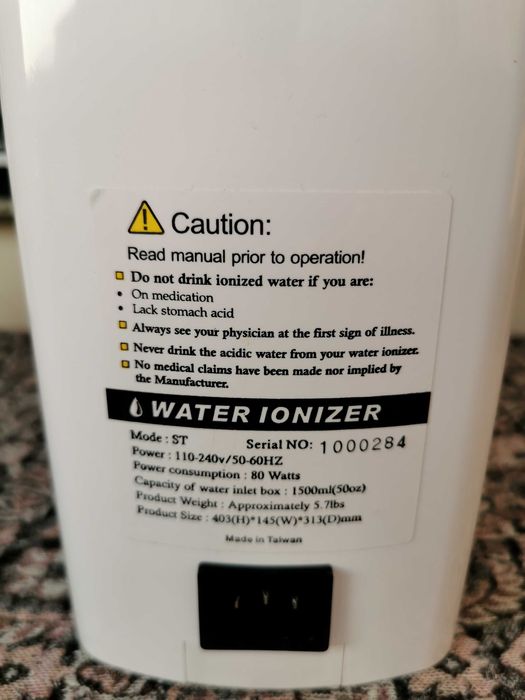 Caution:
Read manual prior to operation!
Do not drink ionized water if you are:
• On medication
• Lack stomach acid
Always see your physician at the first sign of illness.
Never drink the acidic water from your water ionizer.
No medical claims have been made nor implied by
the Manufacturer.
WATER IONIZER
Mode : ST Serial NO: 1000284
Power : 110-240v/50-60HZ
Power consumption : 80 Watts
Capacity of water inlet box : 1500ml(50oz)
Product Weight : Approximately 5.7lbs
Product Size : 403(H)*145(W)*313(D)mm
Made in Taiwan